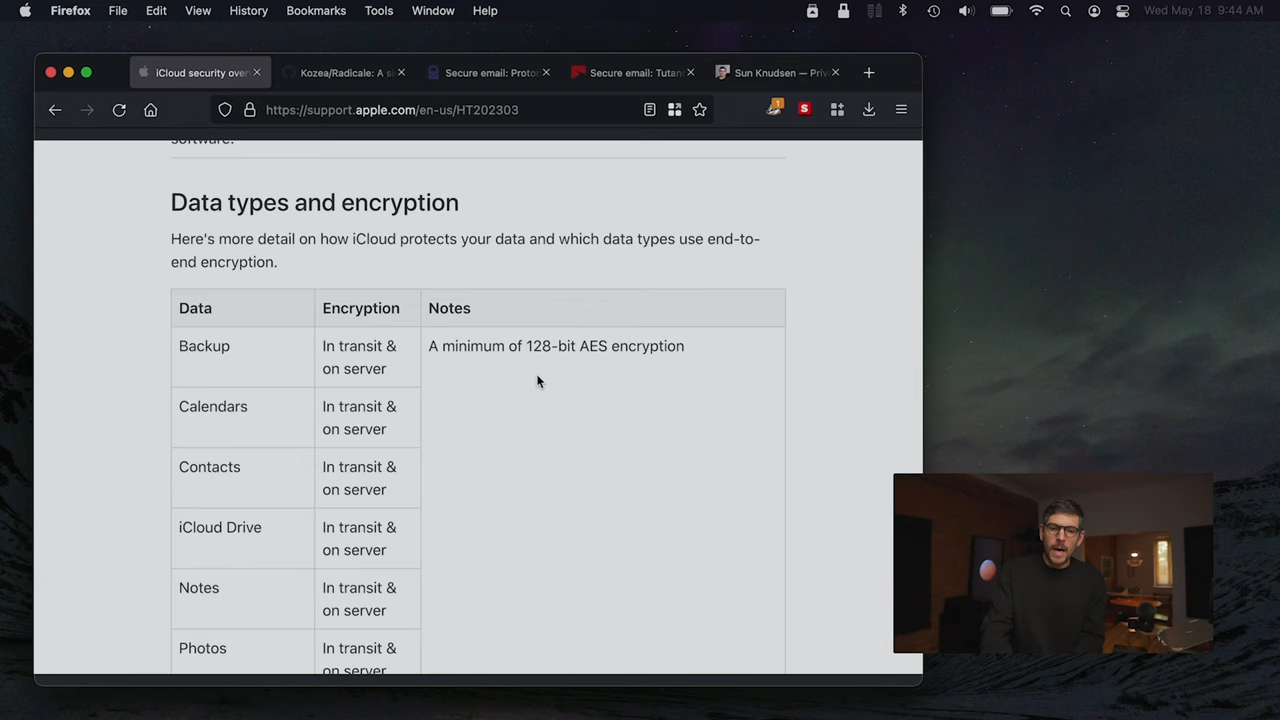 Firefox File Edit View History Bookmarks Tools Window Help Wed May 18 9:44 AM
iCloud security over Kozea/Radicale: A si Secure email: Proton Secure email: Tutan Sun Knudsen — Priv
https://support.apple.com/en-us/HT202303
1
S
software.
Data types and encryption
Here's more detail on how iCloud protects your data and which data types use end-to-
end encryption.
Data Encryption Notes
Backup In transit & A minimum of 128-bit AES encryption
on server
Calendars In transit &
on server
Contacts In transit &
on server
iCloud Drive In transit &
on server
Notes In transit &
on server
Photos In transit &
on server